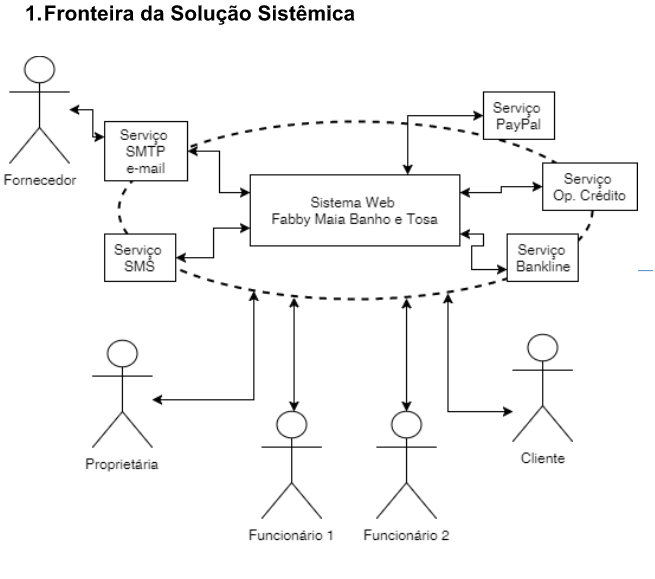 1.Fronteira da Solução Sistêmica
Fornecedor
Serviço
SMTP
e-mail
Serviço
PayPal
Sistema Web
Fabby Maia Banho e Tosa
Serviço
Op. Crédito
Serviço
SMS
Serviço
Bankline
Proprietária
Funcionário 1
Funcionário 2
Cliente